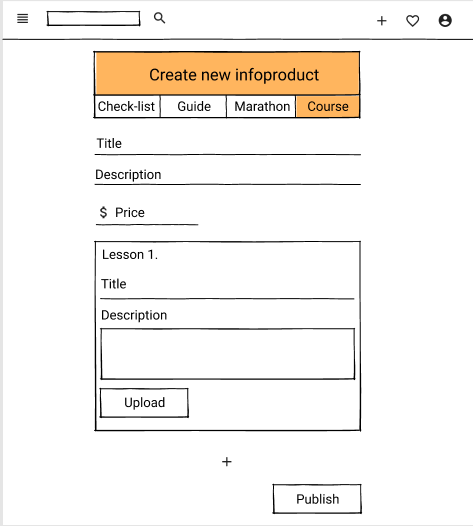 Create new infoproduct
Check-list Guide Marathon Course
Title
Description
$ Price
Lesson 1.
Title
Description
Upload
+
Publish